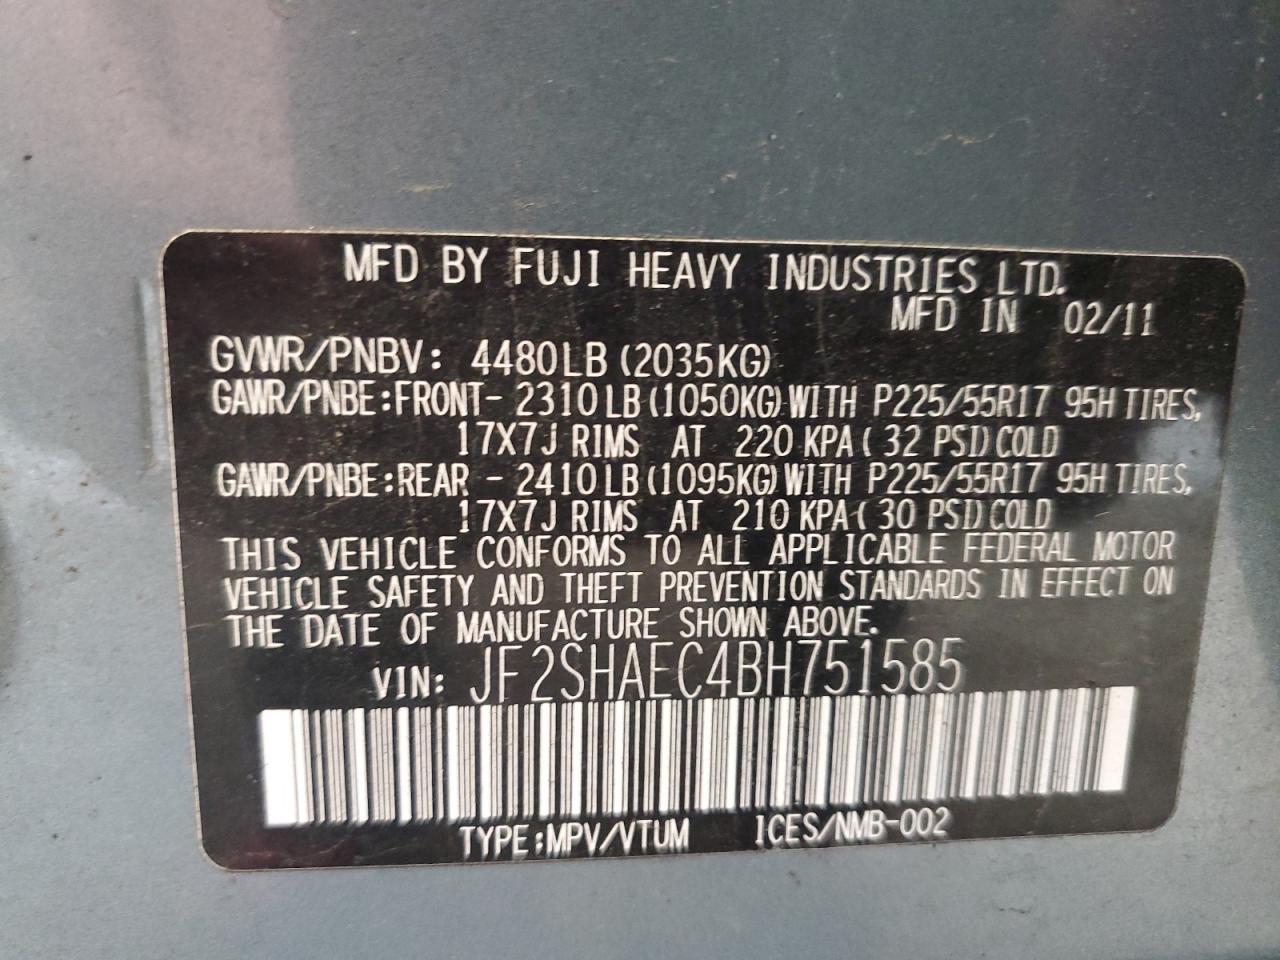 MFD BY FUJI HEAVY INDUSTRIES LTD.
MFD IN 02/11
GVWR/PNBV: 4480LB (2035KG)
GAWR/PNBE:FRONT- 2310LB(1050KG)WITH P225/55R17 95H TIRES,
17X7J RIMS AT 220 KPA( 32 PSI)COLD
GAWR/PNBE:REAR - 2410LB(1095KG)WITH P225/55R17 95H TIRES,
17X7J RIMS AT 210 KPA( 30 PSI)COLD
THIS VEHICLE CONFORMS TO ALL APPLICABLE FEDERAL MOTOR
VEHICLE SAFETY AND THEFT PREVENTION STANDARDS IN EFFECT ON
THE DATE OF MANUFACTURE SHOWN ABOVE.
VIN: JF2SHAEC4BH751585
TYPE:MPV/VTUM ICES/NMB-002